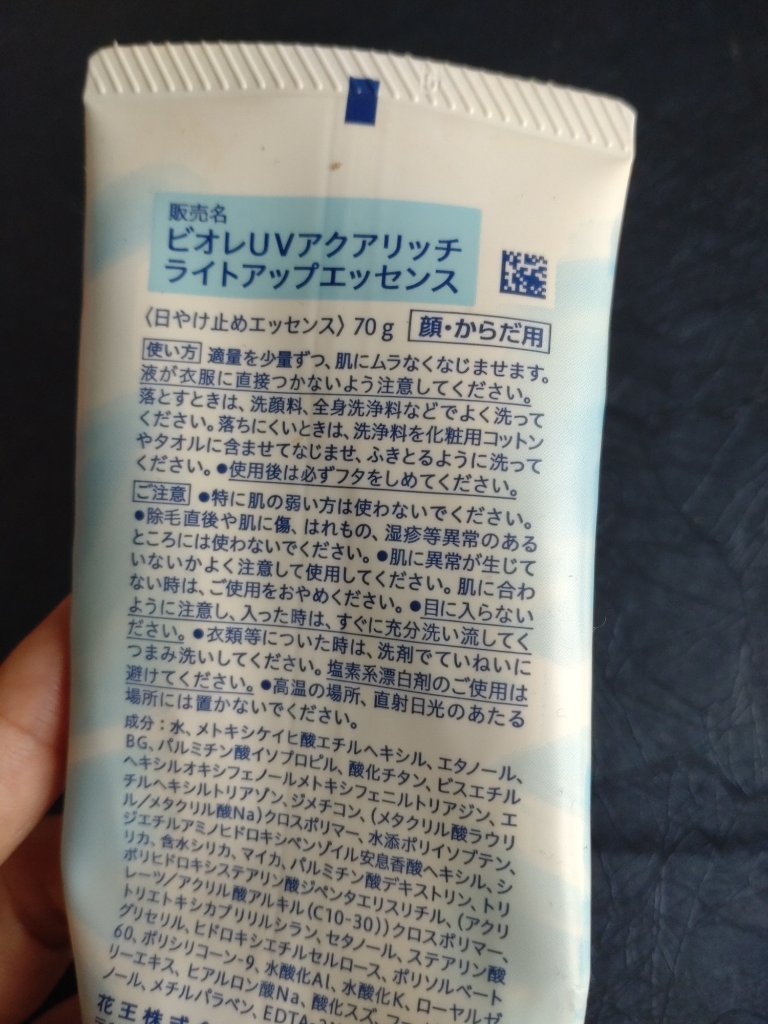 販売名
ビオレUVアクアリッチ
ライトアップエッセンス
〈日やけ止めエッセンス〉70g 顔・からだ用
使い方 適量を少量ずつ、肌にムラなくなじませます。
液が衣服に直接つかないよう注意してください。
落とすときは、洗顔料、全身洗浄料などでよく洗って
ください。落ちにくいときは、洗浄料を化粧用コットン
やタオルに含ませてなじませ、ふきとるように洗って
ください。●使用後は必ずフタをしめてください。
ご注意 ●特に肌の弱い方は使わないでください。
●除毛直後や肌に傷、はれもの、湿疹等異常のある
ところには使わないでください。●肌に異常が生じて
いないかよく注意して使用してください。肌に合わ
ない時は、ご使用をおやめください。●目に入らない
ように注意し、入った時は、すぐに充分洗い流してく
ださい。●衣類等についた時は、洗剤でていねいに
つまみ洗いしてください。塩素系漂白剤のご使用は
避けてください。●高温の場所、直射日光のあたる
場所には置かないでください。
成分：水、メトキシケイヒ酸エチルヘキシル、エタノール、
BG、パルミチン酸イソプロピル、酸化チタン、ビスエチル
ヘキシルオキシフェノールメトキシフェニルトリアジン、エ
チルヘキシルトリアゾン、ジメチコン、(メタクリル酸ラウリ
ル/メタクリル酸Na)クロスポリマー、水添ポリイソブテン、
ジエチルアミノヒドロキシベンゾイル安息香酸ヘキシル、シ
リカ、含水シリカ、マイカ、パルミチン酸デキストリン、トリ
ポリヒドロキシステアリン酸ジペンタエリスリチル、(アクリ
レーツ/アクリル酸アルキル(C10-30))クロスポリマー、
トリエトキシカプリリルシラン、セタノール、ステアリン酸
グリセリル、ヒドロキシエチルセルロース、ポリソルベート
60、ポリシリコーン-9、水酸化Al、水酸化K、ローヤルゼ
リーエキス、ヒアルロン酸Na、酸化スズ、フェ
ノール、メチルパラベン、EDTA-2
花王株式